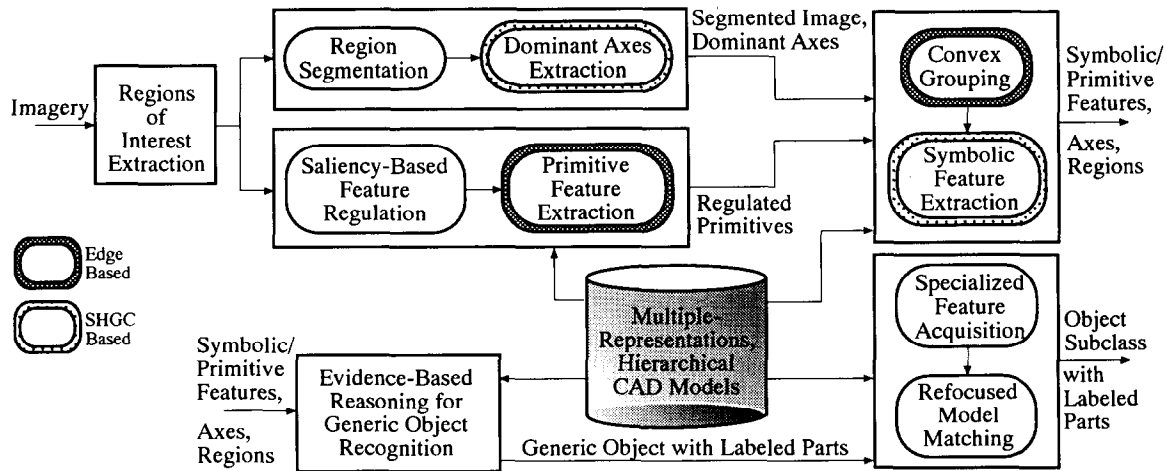 Imagery
Regions
of
Interest
Extraction
Region
Segmentation
Dominant Axes
Extraction
Segmented Image,
Dominant Axes
Saliency-Based
Feature
Regulation
Primitive
Feature
Extraction
Regulated
Primitives
Convex
Grouping
Symbolic
Feature
Extraction
Symbolic/
Primitive
Features,
Axes, Regions
Edge
Based
SHGC
Based
Multiple-
Representations,
Hierarchical
CAD Models
Symbolic/
Primitive
Features,
Axes,
Regions
Evidence-Based
Reasoning for
Generic Object
Recognition
Generic Object with Labeled Parts
Specialized
Feature
Acquisition
Refocused
Model
Matching
Object
Subclass
with
Labeled
Parts